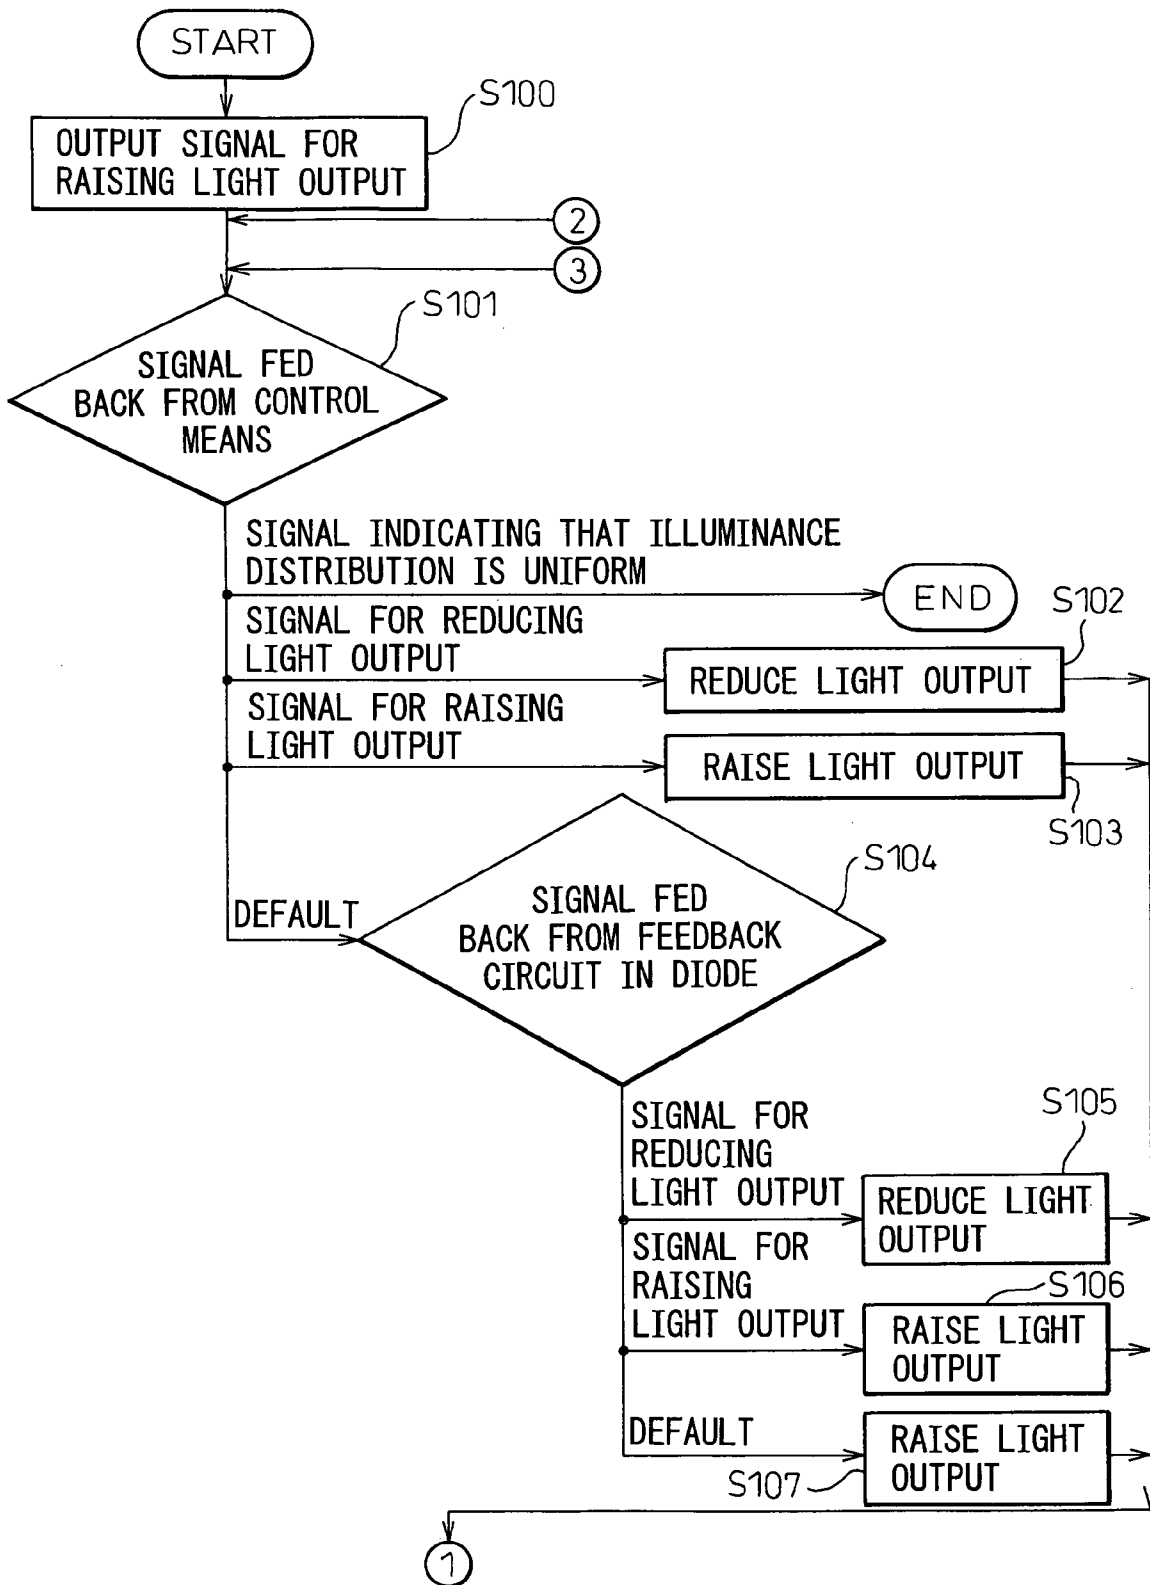 START
S100
OUTPUT SIGNAL FOR
RAISING LIGHT OUTPUT
2
3
S101
SIGNAL FED
BACK FROM CONTROL
MEANS
SIGNAL INDICATING THAT ILLUMINANCE
DISTRIBUTION IS UNIFORM
END
SIGNAL FOR REDUCING
LIGHT OUTPUT
S102
REDUCE LIGHT OUTPUT
SIGNAL FOR RAISING
LIGHT OUTPUT
RAISE LIGHT OUTPUT
S103
S104
DEFAULT
SIGNAL FED
BACK FROM FEEDBACK
CIRCUIT IN DIODE
SIGNAL FOR
REDUCING
LIGHT OUTPUT
S105
REDUCE LIGHT
OUTPUT
SIGNAL FOR
RAISING
LIGHT OUTPUT
S106
RAISE LIGHT
OUTPUT
DEFAULT
RAISE LIGHT
OUTPUT
S107
1